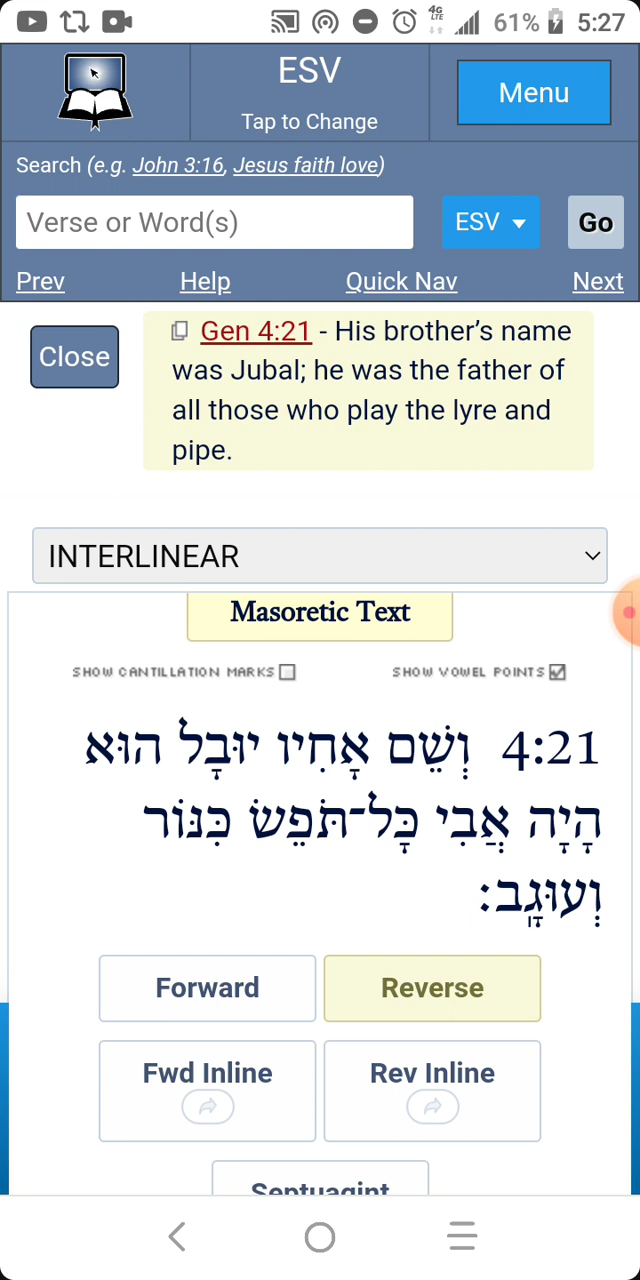 4G
LTE
61%
5:27
ESV
Tap to Change
Menu
Search (e.g. John 3:16, Jesus faith love)
Verse or Word(s)
ESV
Go
Prev
Help
Quick Nav
Next
Close
Gen 4:21 - His brother’s name
was Jubal; he was the father of
all those who play the lyre and
pipe.
INTERLINEAR
Masoretic Text
SHOW CANTILLATION MARKS
SHOW VOWEL POINTS
4:21 וְשֵׁם אָחִיו יוּבָל הוּא
הָיָה אֲבִי כָּל־תֹּפֵשׂ כִּנּוֹר
וְעוּגָֽב׃
Forward
Reverse
Fwd Inline
Rev Inline
Septuagint